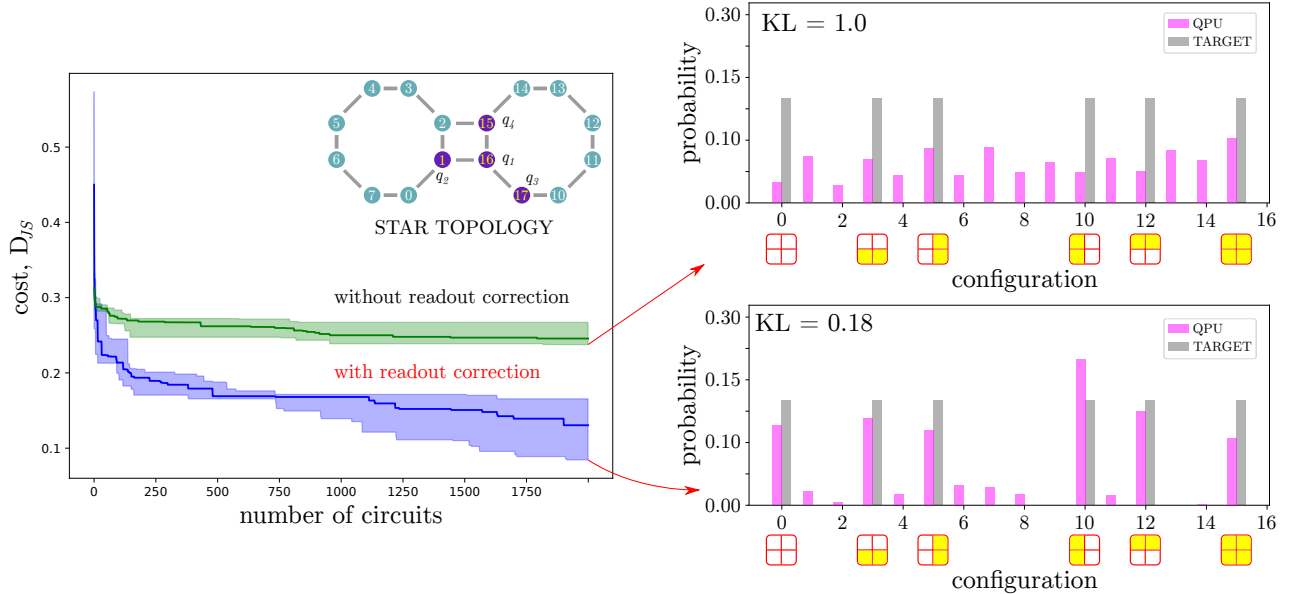 cost, D_JS
0.5
0.4
0.3
0.2
0.1
0
250
500
750
1000
1250
1500
1750
number of circuits
4
3
14
13
5
2
15
q4
12
6
1
16
q1
11
q2
q3
7
0
17
10
STAR TOPOLOGY
without readout correction
with readout correction
KL = 1.0
QPU
TARGET
probability
0.30
0.15
0.10
0.00
0
2
4
6
8
10
12
14
16
configuration
KL = 0.18
QPU
TARGET
probability
0.30
0.15
0.10
0.00
0
2
4
6
8
10
12
14
16
configuration